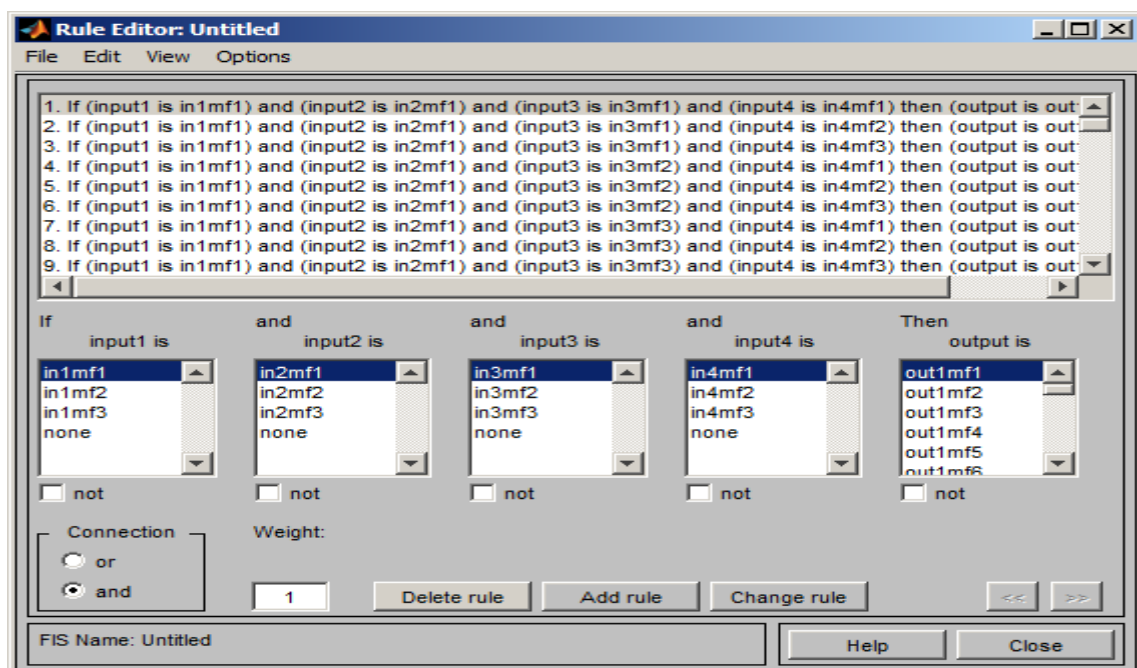 Rule Editor: Untitled
File Edit View Options
1. If (input1 is in1mf1) and (input2 is in2mf1) and (input3 is in3mf1) and (input4 is in4mf1) then (output is out
2. If (input1 is in1mf1) and (input2 is in2mf1) and (input3 is in3mf1) and (input4 is in4mf2) then (output is out
3. If (input1 is in1mf1) and (input2 is in2mf1) and (input3 is in3mf1) and (input4 is in4mf3) then (output is out
4. If (input1 is in1mf1) and (input2 is in2mf1) and (input3 is in3mf2) and (input4 is in4mf1) then (output is out
5. If (input1 is in1mf1) and (input2 is in2mf1) and (input3 is in3mf2) and (input4 is in4mf2) then (output is out
6. If (input1 is in1mf1) and (input2 is in2mf1) and (input3 is in3mf2) and (input4 is in4mf3) then (output is out
7. If (input1 is in1mf1) and (input2 is in2mf1) and (input3 is in3mf3) and (input4 is in4mf1) then (output is out
8. If (input1 is in1mf1) and (input2 is in2mf1) and (input3 is in3mf3) and (input4 is in4mf2) then (output is out
9. If (input1 is in1mf1) and (input2 is in2mf1) and (input3 is in3mf3) and (input4 is in4mf3) then (output is out
If and and and Then
input1 is input2 is input3 is input4 is output is
in1mf1 in2mf1 in3mf1 in4mf1 out1mf1
in1mf2 in2mf2 in3mf2 in4mf2 out1mf2
in1mf3 in2mf3 in3mf3 in4mf3 out1mf3
none none none none out1mf4
out1mf5
out1mf6
not not not not not
Connection Weight:
or
and 1 Delete rule Add rule Change rule << >>
FIS Name: Untitled Help Close